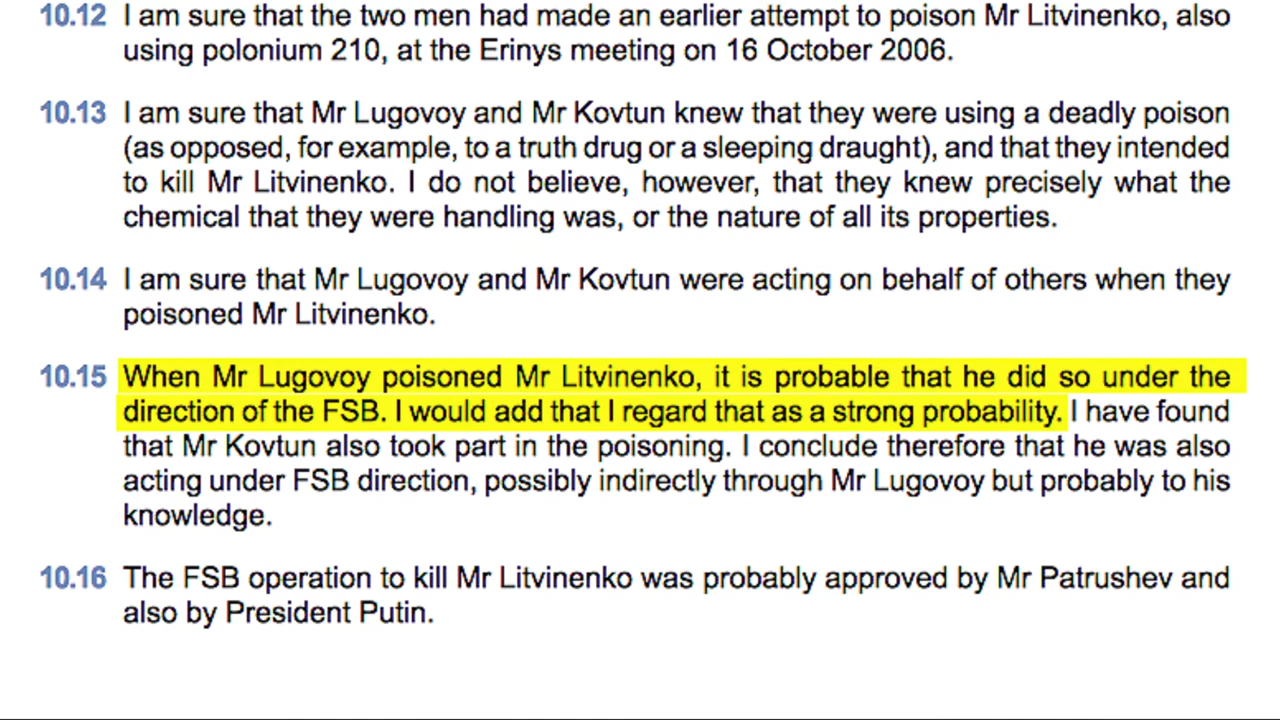 10.12 I am sure that the two men had made an earlier attempt to poison Mr Litvinenko, also
using polonium 210, at the Erinys meeting on 16 October 2006.
10.13 I am sure that Mr Lugovoy and Mr Kovtun knew that they were using a deadly poison
(as opposed, for example, to a truth drug or a sleeping draught), and that they intended
to kill Mr Litvinenko. I do not believe, however, that they knew precisely what the
chemical that they were handling was, or the nature of all its properties.
10.14 I am sure that Mr Lugovoy and Mr Kovtun were acting on behalf of others when they
poisoned Mr Litvinenko.
10.15 When Mr Lugovoy poisoned Mr Litvinenko, it is probable that he did so under the
direction of the FSB. I would add that I regard that as a strong probability. I have found
that Mr Kovtun also took part in the poisoning. I conclude therefore that he was also
acting under FSB direction, possibly indirectly through Mr Lugovoy but probably to his
knowledge.
10.16 The FSB operation to kill Mr Litvinenko was probably approved by Mr Patrushev and
also by President Putin.